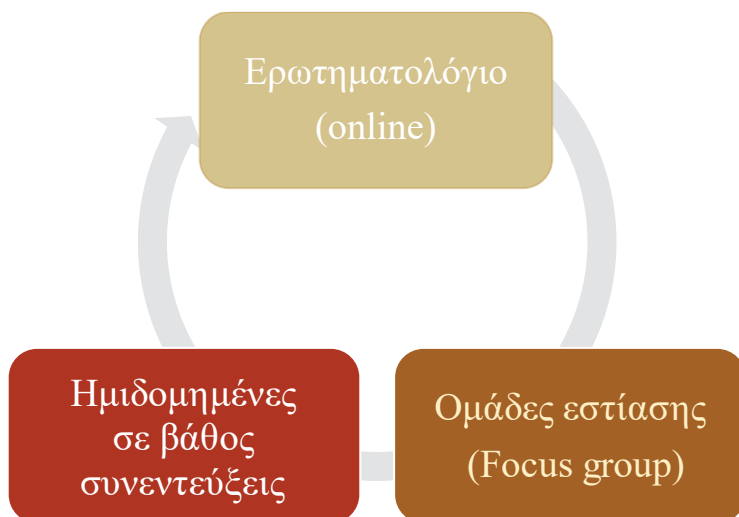 Ερωτηματολόγιο
(online)
Ημιδομημένες
σε βάθος
συνεντεύξεις
Ομάδες εστίασης
(Focus group)